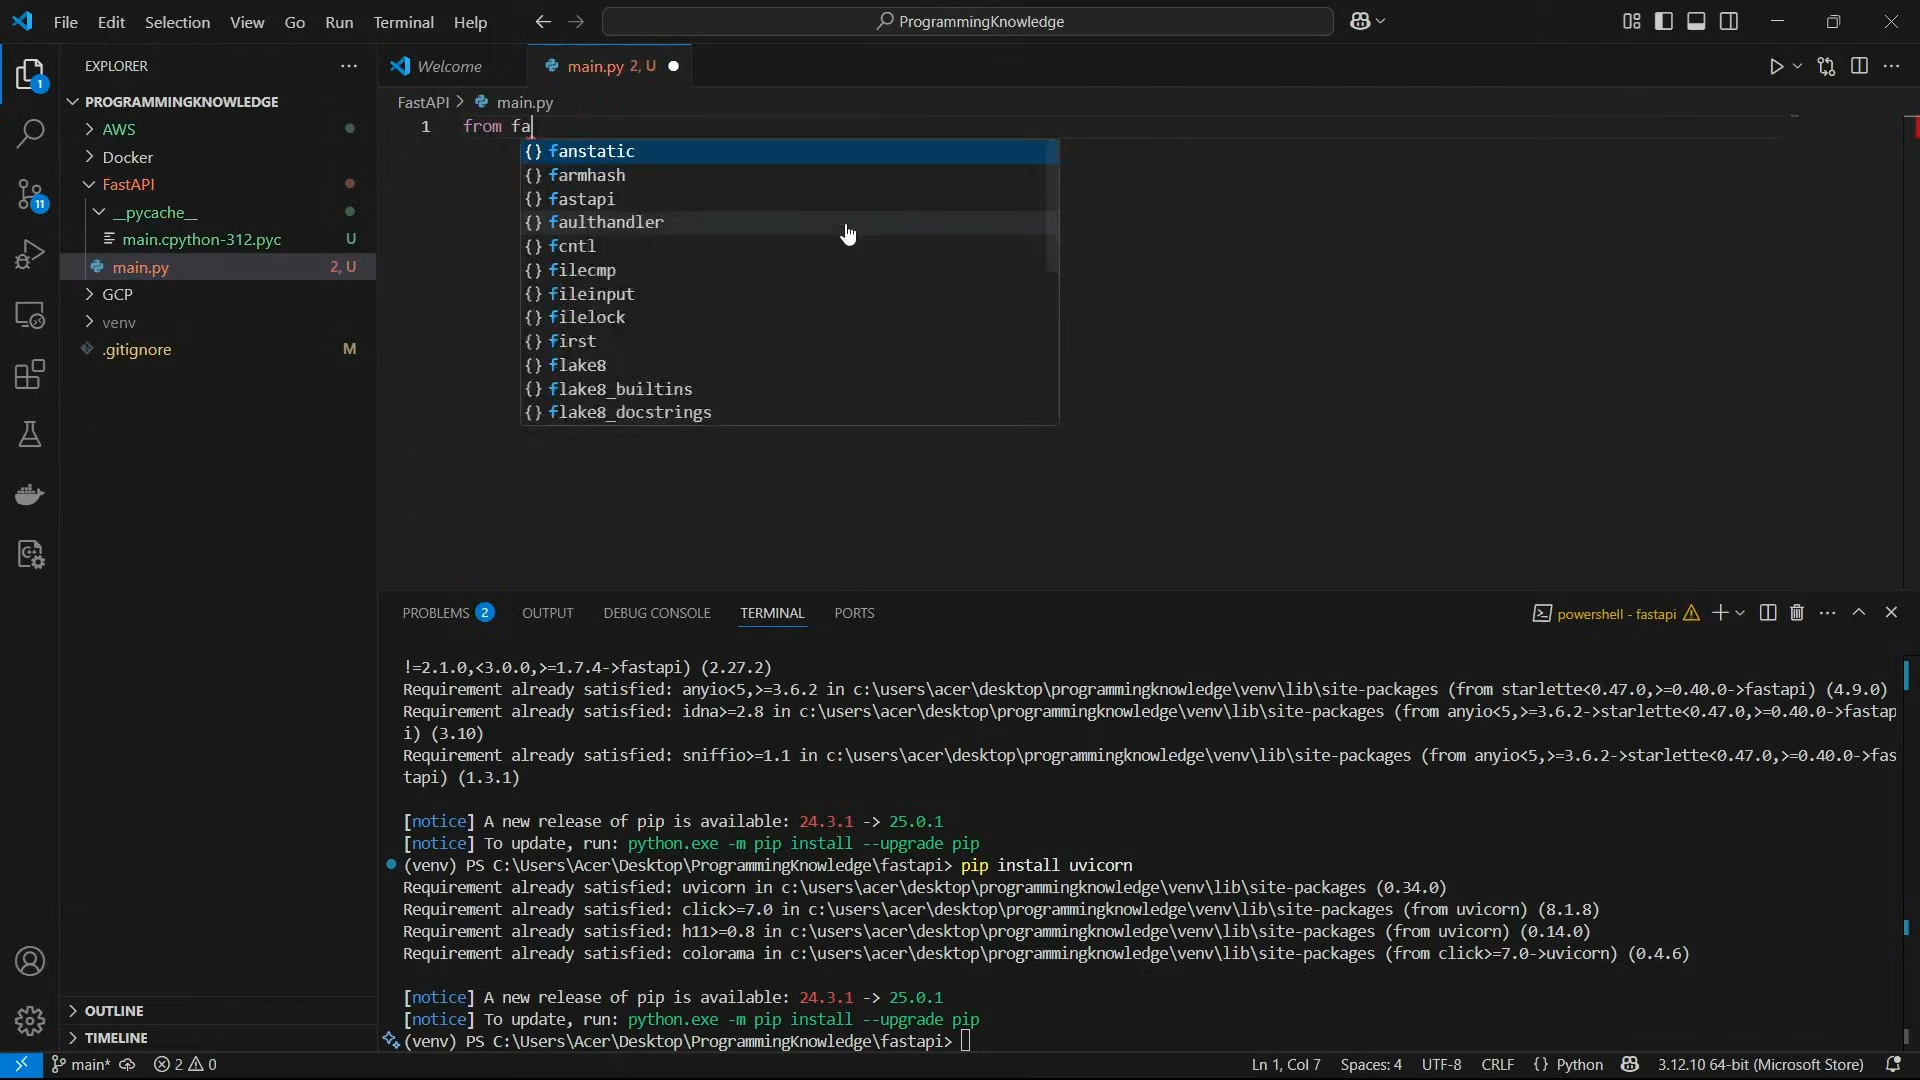 File Edit Selection View Go Run Terminal Help
ProgrammingKnowledge
EXPLORER
PROGRAMMINGKNOWLEDGE
AWS
Docker
FastAPI
__pycache__
main.cpython-312.pyc U
main.py 2, U
GCP
venv
.gitignore M
OUTLINE
TIMELINE
1
11
Welcome
main.py 2, U
FastAPI > main.py
1 from fa
{} fanstatic
{} farmhash
{} fastapi
{} faulthandler
{} fcntl
{} filecmp
{} fileinput
{} filelock
{} first
{} flake8
{} flake8_builtins
{} flake8_docstrings
PROBLEMS 2 OUTPUT DEBUG CONSOLE TERMINAL PORTS
powershell - fastapi
!=2.1.0,<3.0.0,>=1.7.4->fastapi) (2.27.2)
Requirement already satisfied: anyio<5,>=3.6.2 in c:\users\acer\desktop\programmingknowledge\venv\lib\site-packages (from starlette<0.47.0,>=0.40.0->fastapi) (4.9.0)
Requirement already satisfied: idna>=2.8 in c:\users\acer\desktop\programmingknowledge\venv\lib\site-packages (from anyio<5,>=3.6.2->starlette<0.47.0,>=0.40.0->fastap
i) (3.10)
Requirement already satisfied: sniffio>=1.1 in c:\users\acer\desktop\programmingknowledge\venv\lib\site-packages (from anyio<5,>=3.6.2->starlette<0.47.0,>=0.40.0->fas
tapi) (1.3.1)
[notice] A new release of pip is available: 24.3.1 -> 25.0.1
[notice] To update, run: python.exe -m pip install --upgrade pip
(venv) PS C:\Users\Acer\Desktop\ProgrammingKnowledge\fastapi> pip install uvicorn
Requirement already satisfied: uvicorn in c:\users\acer\desktop\programmingknowledge\venv\lib\site-packages (0.34.0)
Requirement already satisfied: click>=7.0 in c:\users\acer\desktop\programmingknowledge\venv\lib\site-packages (from uvicorn) (8.1.8)
Requirement already satisfied: h11>=0.8 in c:\users\acer\desktop\programmingknowledge\venv\lib\site-packages (from uvicorn) (0.14.0)
Requirement already satisfied: colorama in c:\users\acer\desktop\programmingknowledge\venv\lib\site-packages (from click>=7.0->uvicorn) (0.4.6)
[notice] A new release of pip is available: 24.3.1 -> 25.0.1
[notice] To update, run: python.exe -m pip install --upgrade pip
(venv) PS C:\Users\Acer\Desktop\ProgrammingKnowledge\fastapi>
main* 2 0 Ln 1, Col 7 Spaces: 4 UTF-8 CRLF {} Python 3.12.10 64-bit (Microsoft Store)